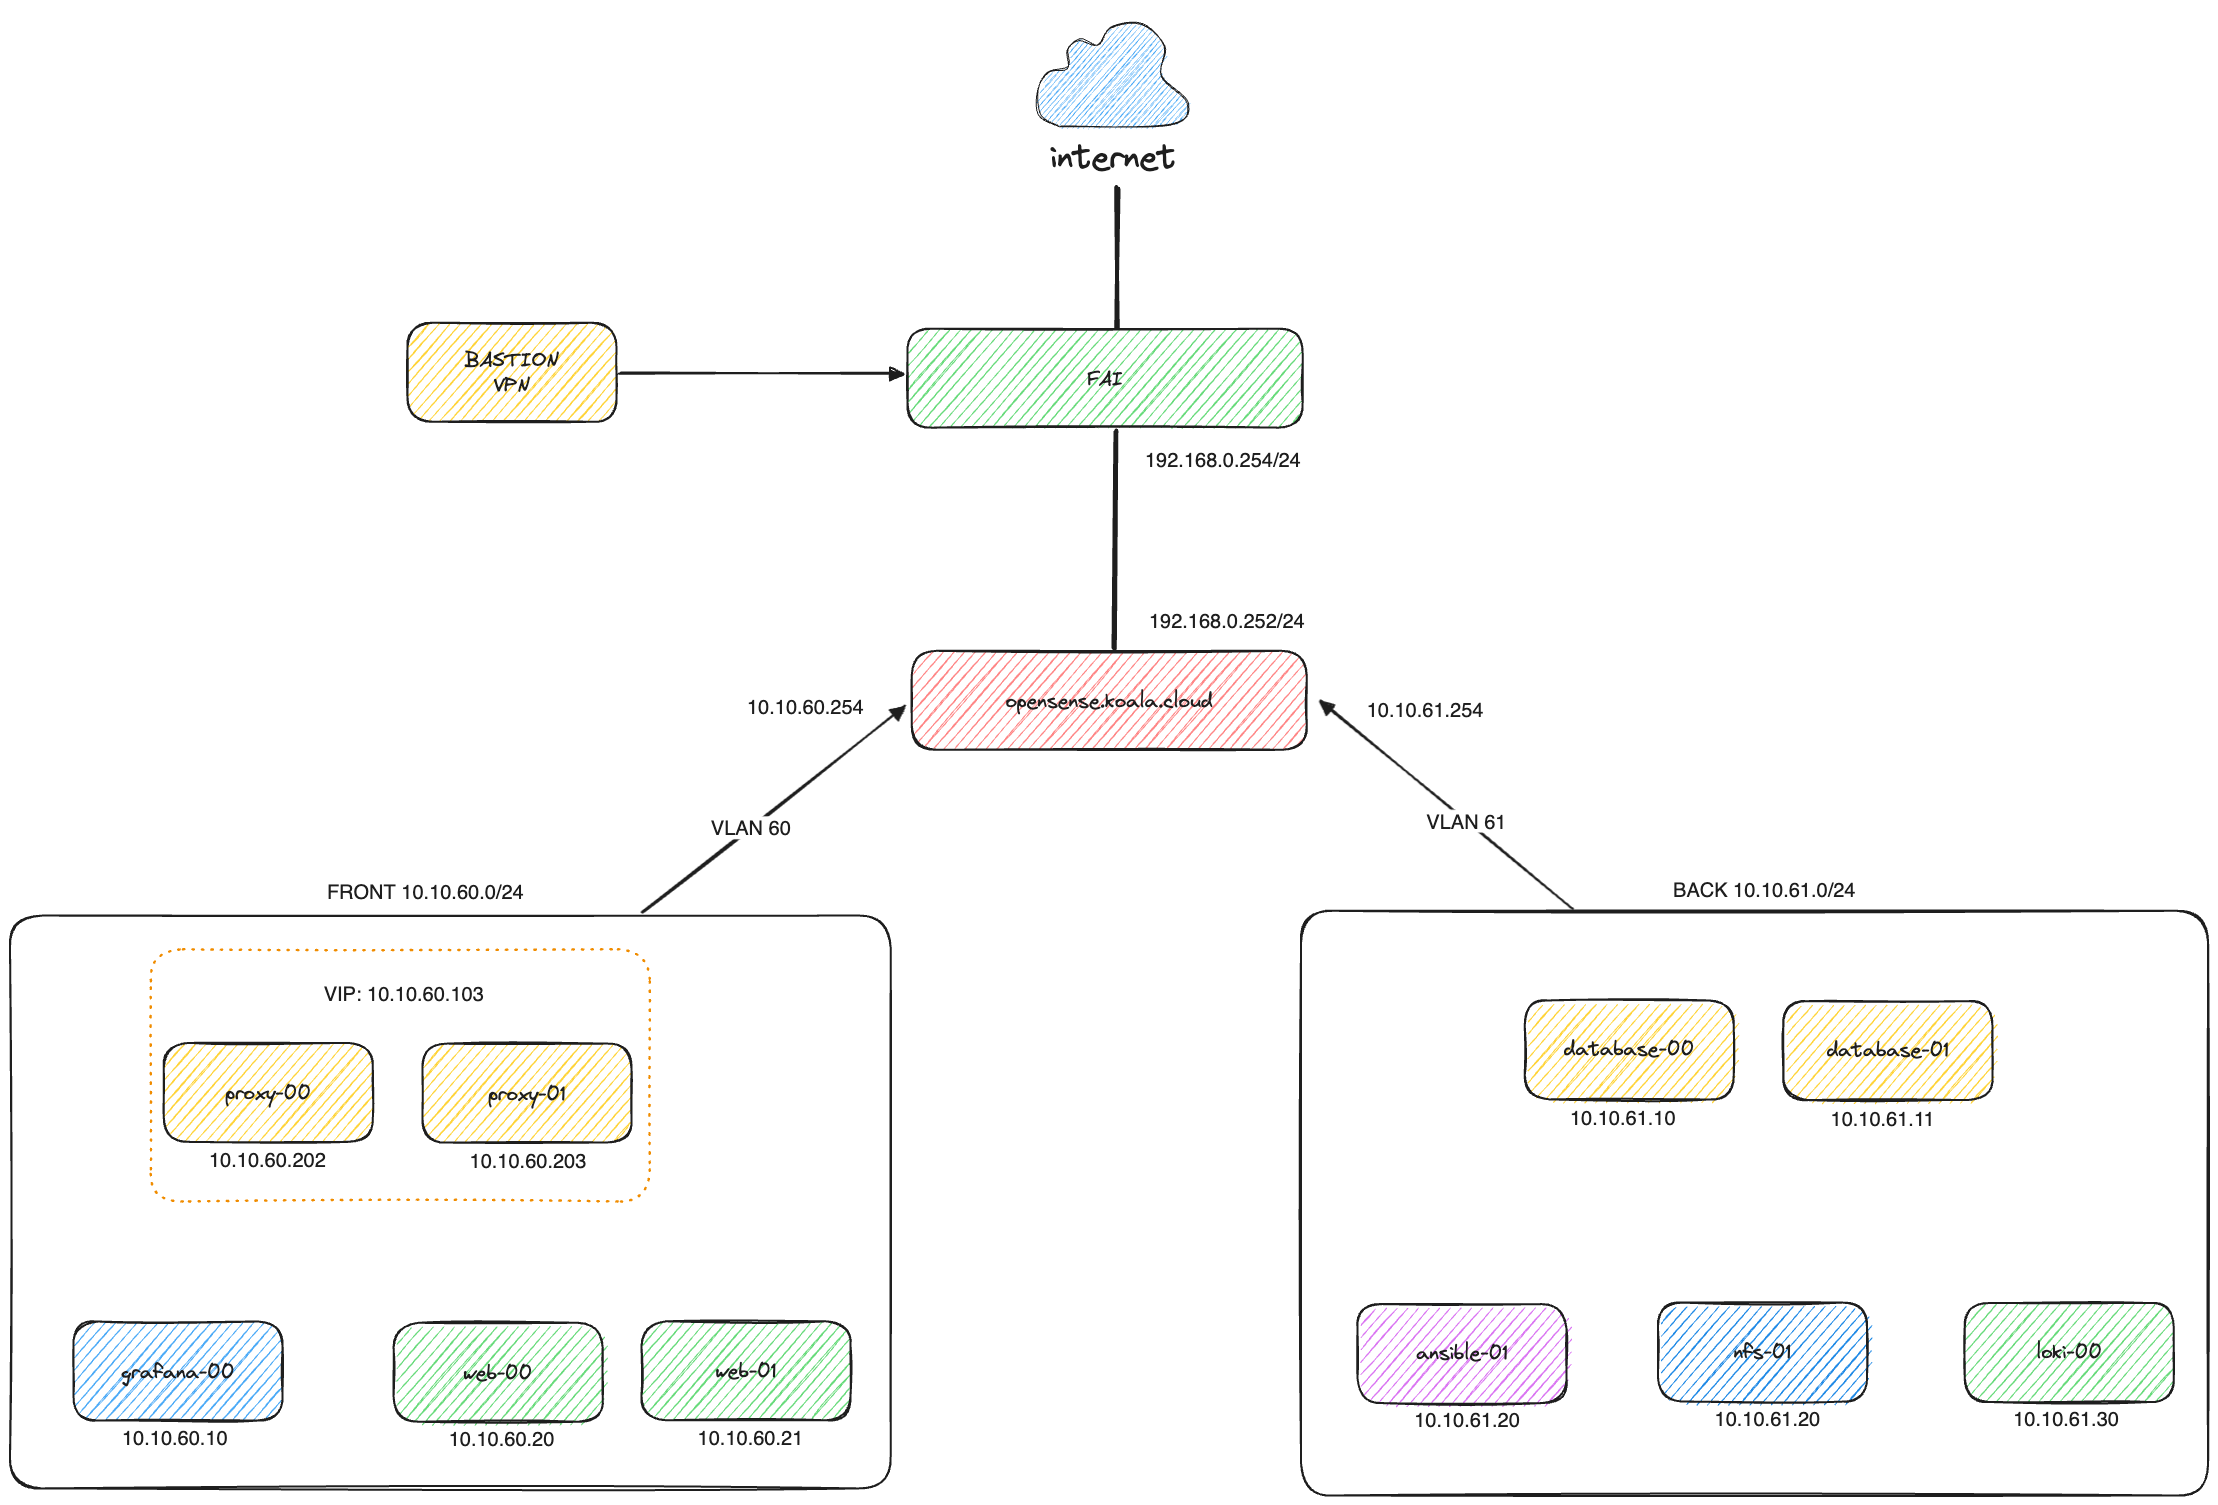 internet
BASTION
VPN
FAI
192.168.0.254/24
192.168.0.252/24
opensense.koala.cloud
10.10.60.254
10.10.61.254
VLAN 60
VLAN 61
FRONT 10.10.60.0/24
BACK 10.10.61.0/24
VIP: 10.10.60.103
proxy-00
proxy-01
10.10.60.202
10.10.60.203
database-00
database-01
10.10.61.10
10.10.61.11
grafana-00
web-00
web-01
10.10.60.10
10.10.60.20
10.10.60.21
ansible-01
nfs-01
loki-00
10.10.61.20
10.10.61.20
10.10.61.30